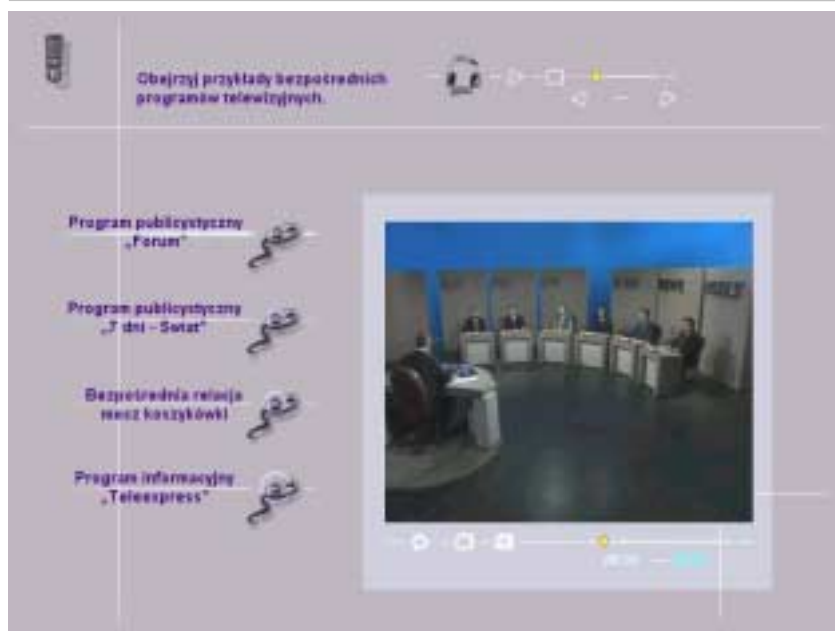 Obejrzyj przykłady bezpośrednich
programów telewizyjnych.
Program publicystyczny
„Forum”
Program publicystyczny
„7 dni - Świat”
Bezpośrednia relacja
mecz koszykówki
Program informacyjny
„Teleexpress”